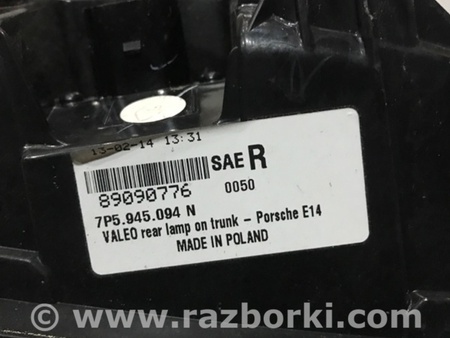 13-02-14 13:31
SAE R
89090776
0050
7P5.945.094 N
VALEO rear lamp on trunk - Porsche E14
MADE IN POLAND
© www.razborki.com